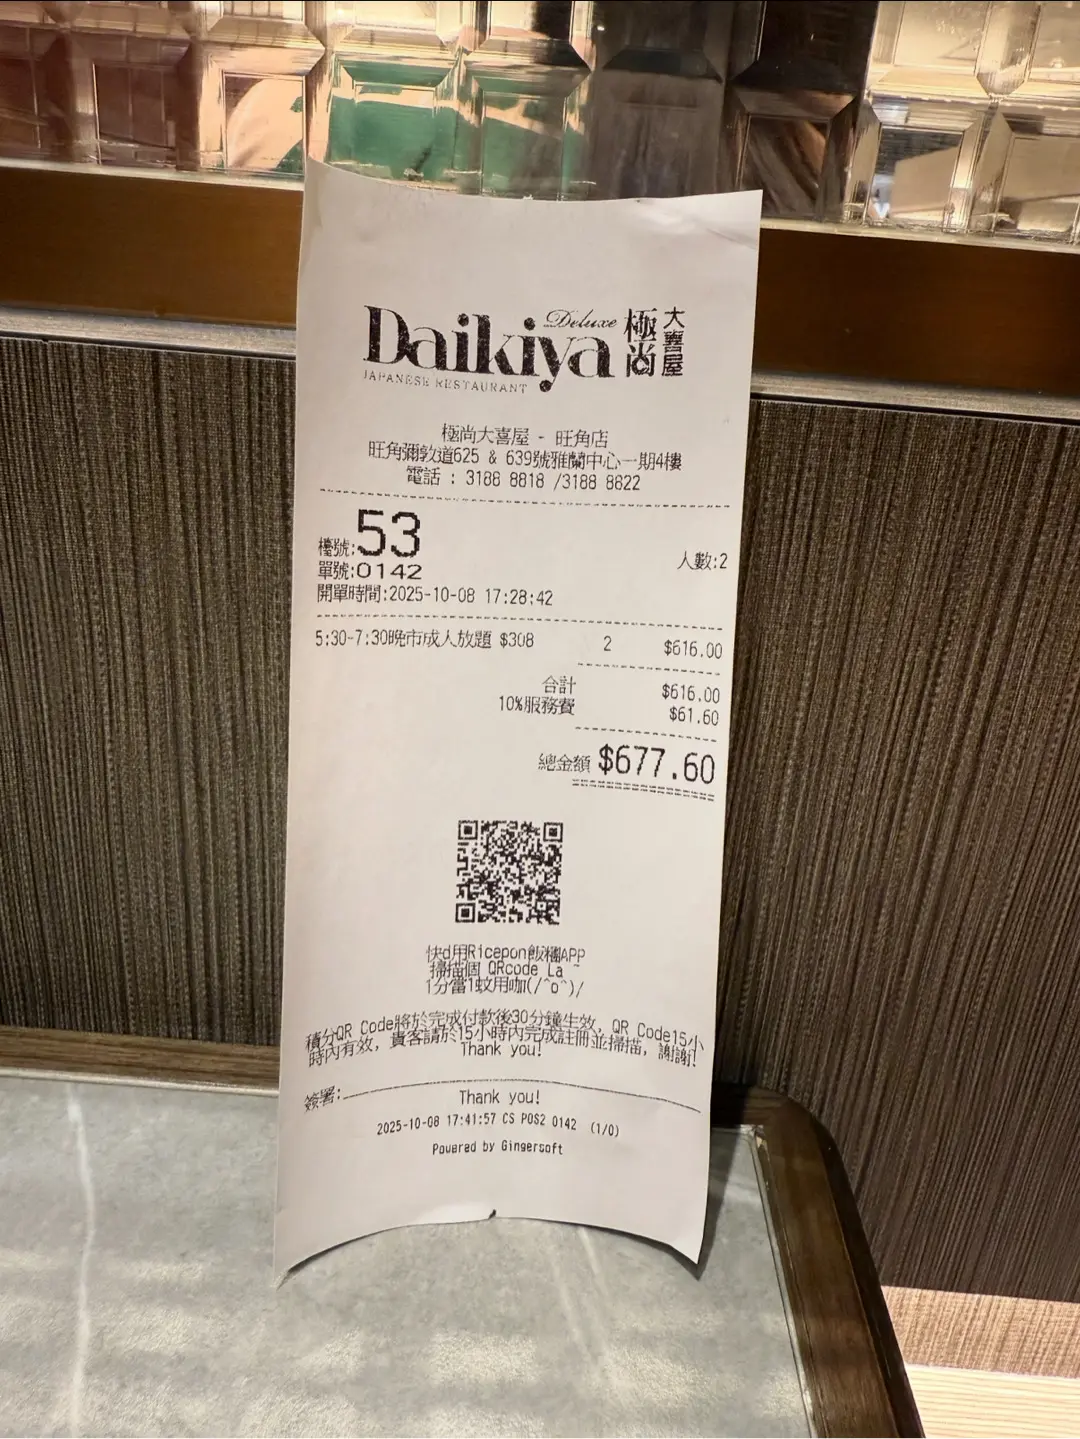 Daikiya Deluxe 極尚 大喜屋
JAPANESE RESTAURANT
極尚大喜屋 - 旺角店
旺角彌敦道625 & 639號雅蘭中心一期4樓
電話 : 3188 8818 /3188 8622
檯號:53 人數:2
單號:0142
開單時間:2025-10-08 17:28:42
5:30-7:30晚市成人放題 $308 2 $616.00
合計 $616.00
10%服務費 $61.60
總金額 $677.60
快d用Ricepon飯糰APP
掃描個 QRcode La ~
1分當1蚊用咖(/^o^)/
積分QR Code將於完成付款後30分鐘生效, QR Code15小
時內有效, 貴客請於15小時內完成註冊並掃描, 謝謝!
Thank you!
簽署:
Thank you!
2025-10-08 17:41:57 CS POS2 0142 (1/0)
Powered by Gingersoft